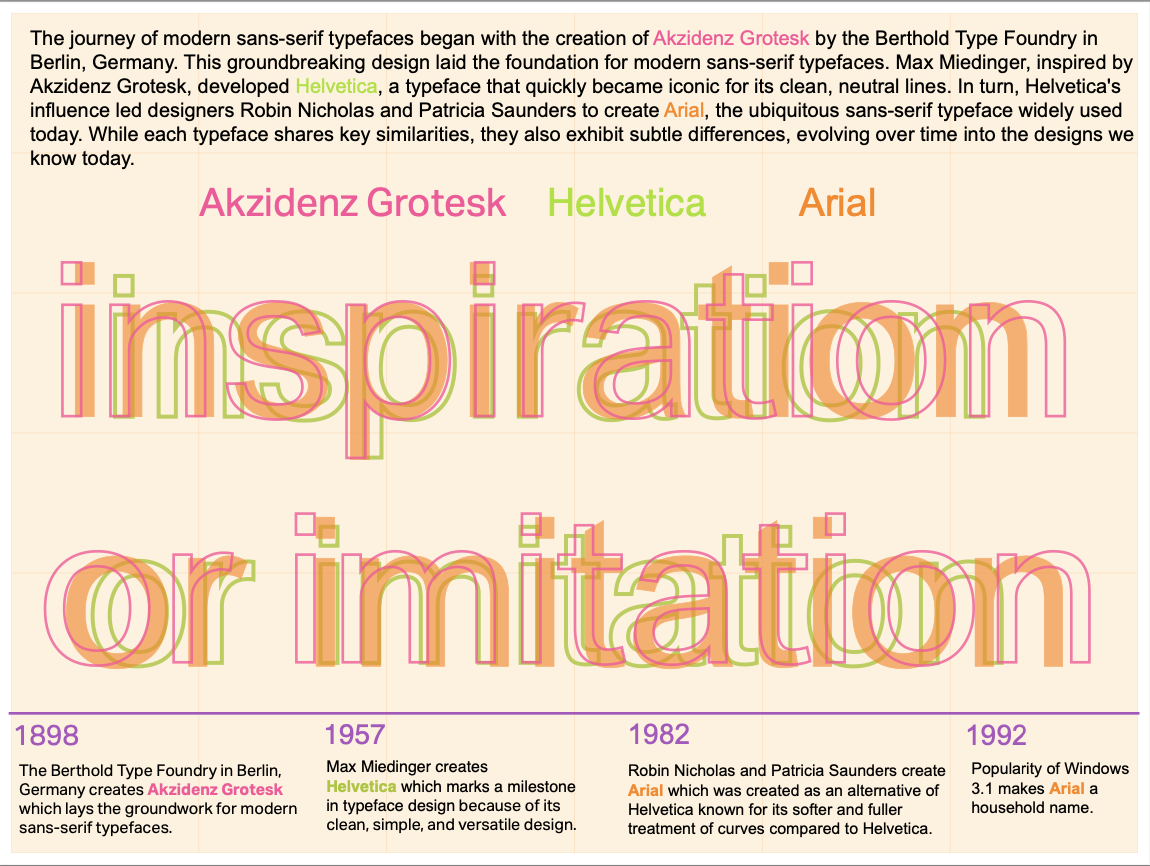 The journey of modern sans-serif typefaces began with the creation of Akzidenz Grotesk by the Berthold Type Foundry in
Berlin, Germany. This groundbreaking design laid the foundation for modern sans-serif typefaces. Max Miedinger, inspired by
Akzidenz Grotesk, developed Helvetica, a typeface that quickly became iconic for its clean, neutral lines. In turn, Helvetica's
influence led designers Robin Nicholas and Patricia Saunders to create Arial, the ubiquitous sans-serif typeface widely used
today. While each typeface shares key similarities, they also exhibit subtle differences, evolving over time into the designs we
know today.
Akzidenz Grotesk Helvetica Arial
inspiration
or imitation
1898
The Berthold Type Foundry in Berlin,
Germany creates Akzidenz Grotesk
which lays the groundwork for modern
sans-serif typefaces.
1957
Max Miedinger creates
Helvetica which marks a milestone
in typeface design because of its
clean, simple, and versatile design.
1982
Robin Nicholas and Patricia Saunders create
Arial which was created as an alternative of
Helvetica known for its softer and fuller
treatment of curves compared to Helvetica.
1992
Popularity of Windows
3.1 makes Arial a
household name.